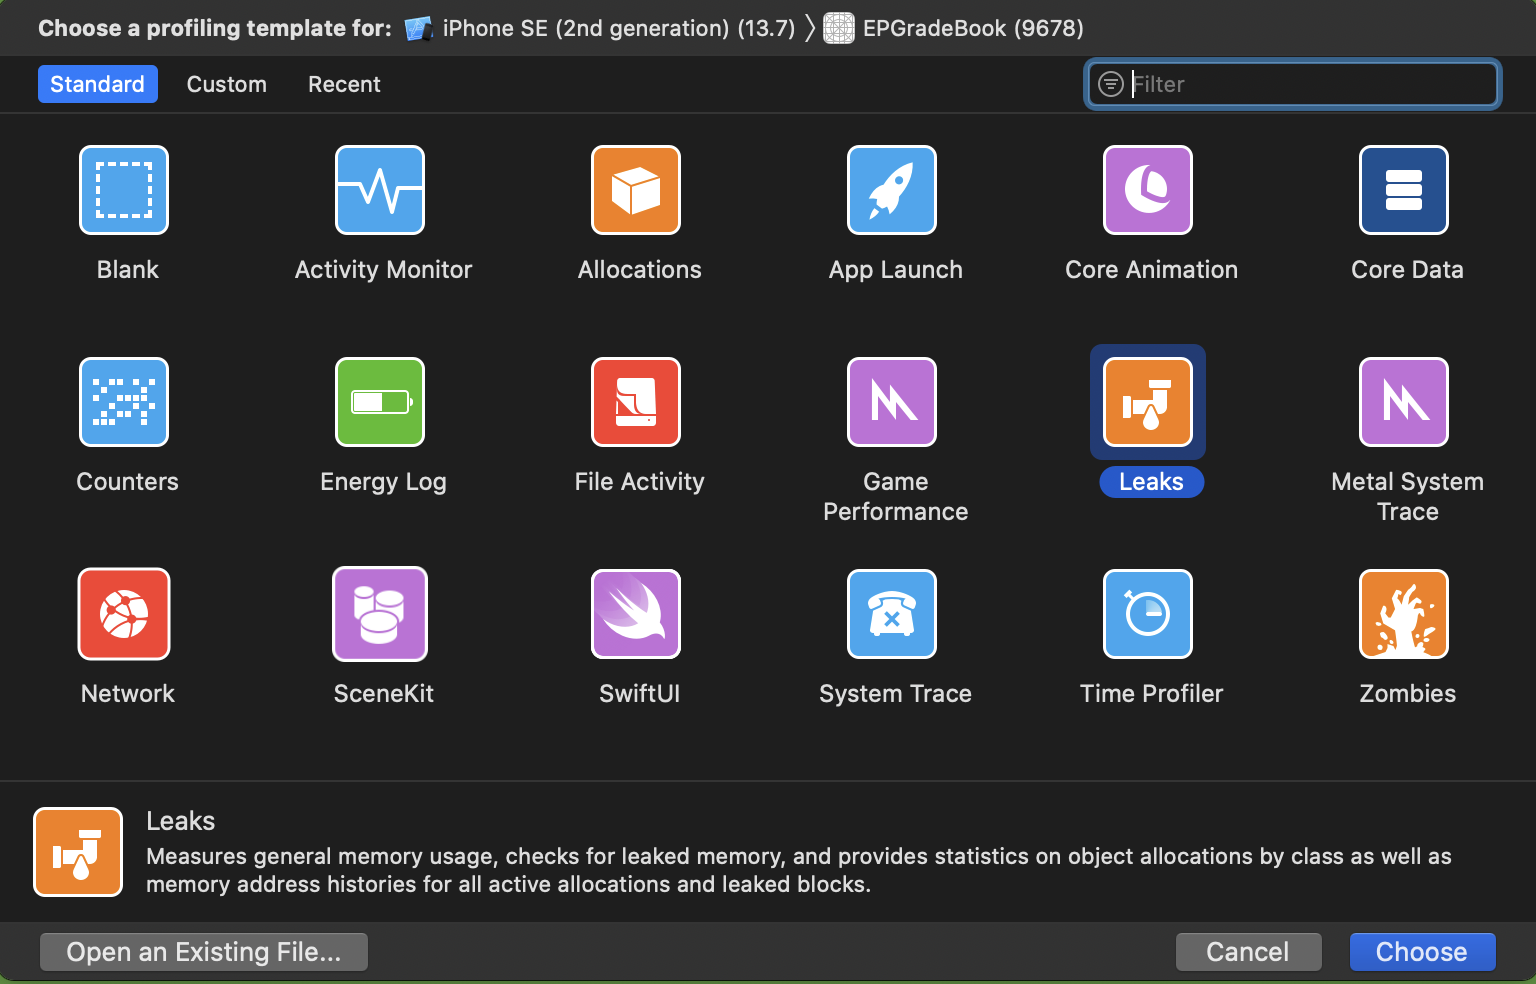 Choose a profiling template for: iPhone SE (2nd generation) (13.7) EPGradeBook (9678)
Standard Custom Recent Filter
Blank Activity Monitor Allocations App Launch Core Animation Core Data
Counters Energy Log File Activity Game Performance Leaks Metal System Trace
Network SceneKit SwiftUI System Trace Time Profiler Zombies
Leaks
Measures general memory usage, checks for leaked memory, and provides statistics on object allocations by class as well as
memory address histories for all active allocations and leaked blocks.
Open an Existing File... Cancel Choose